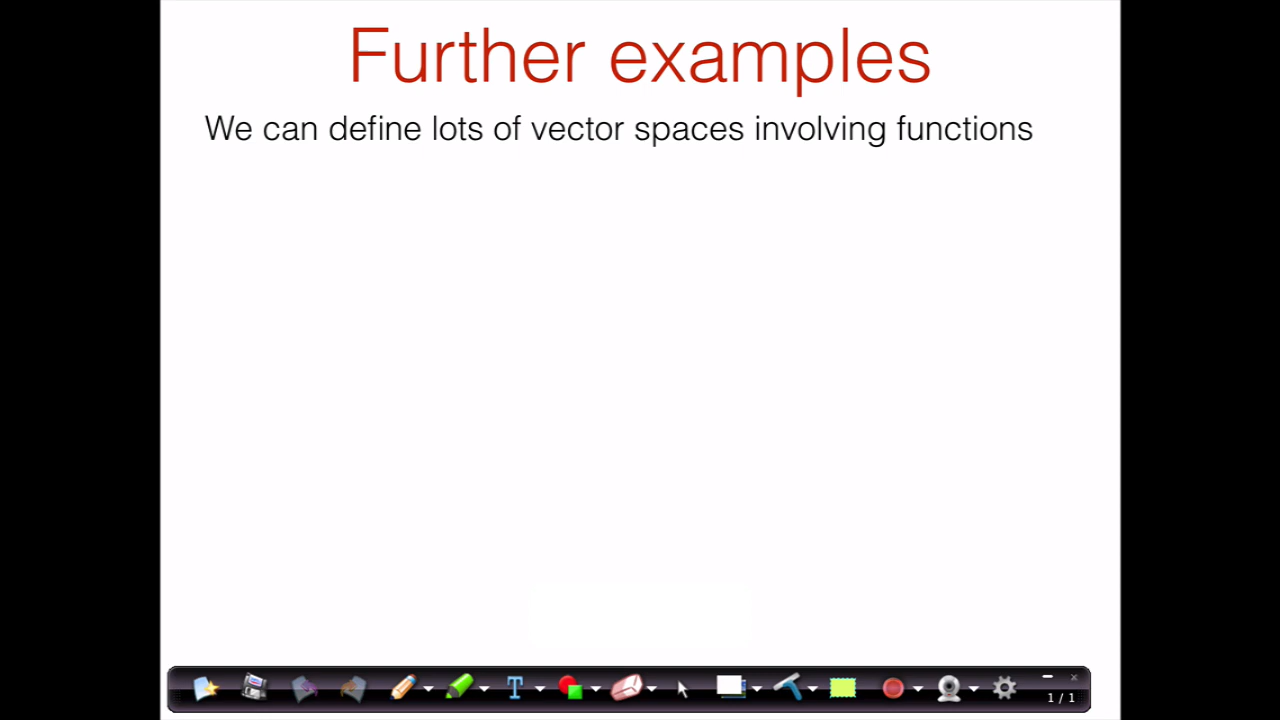 Further examples
We can define lots of vector spaces involving functions
T
1 / 1